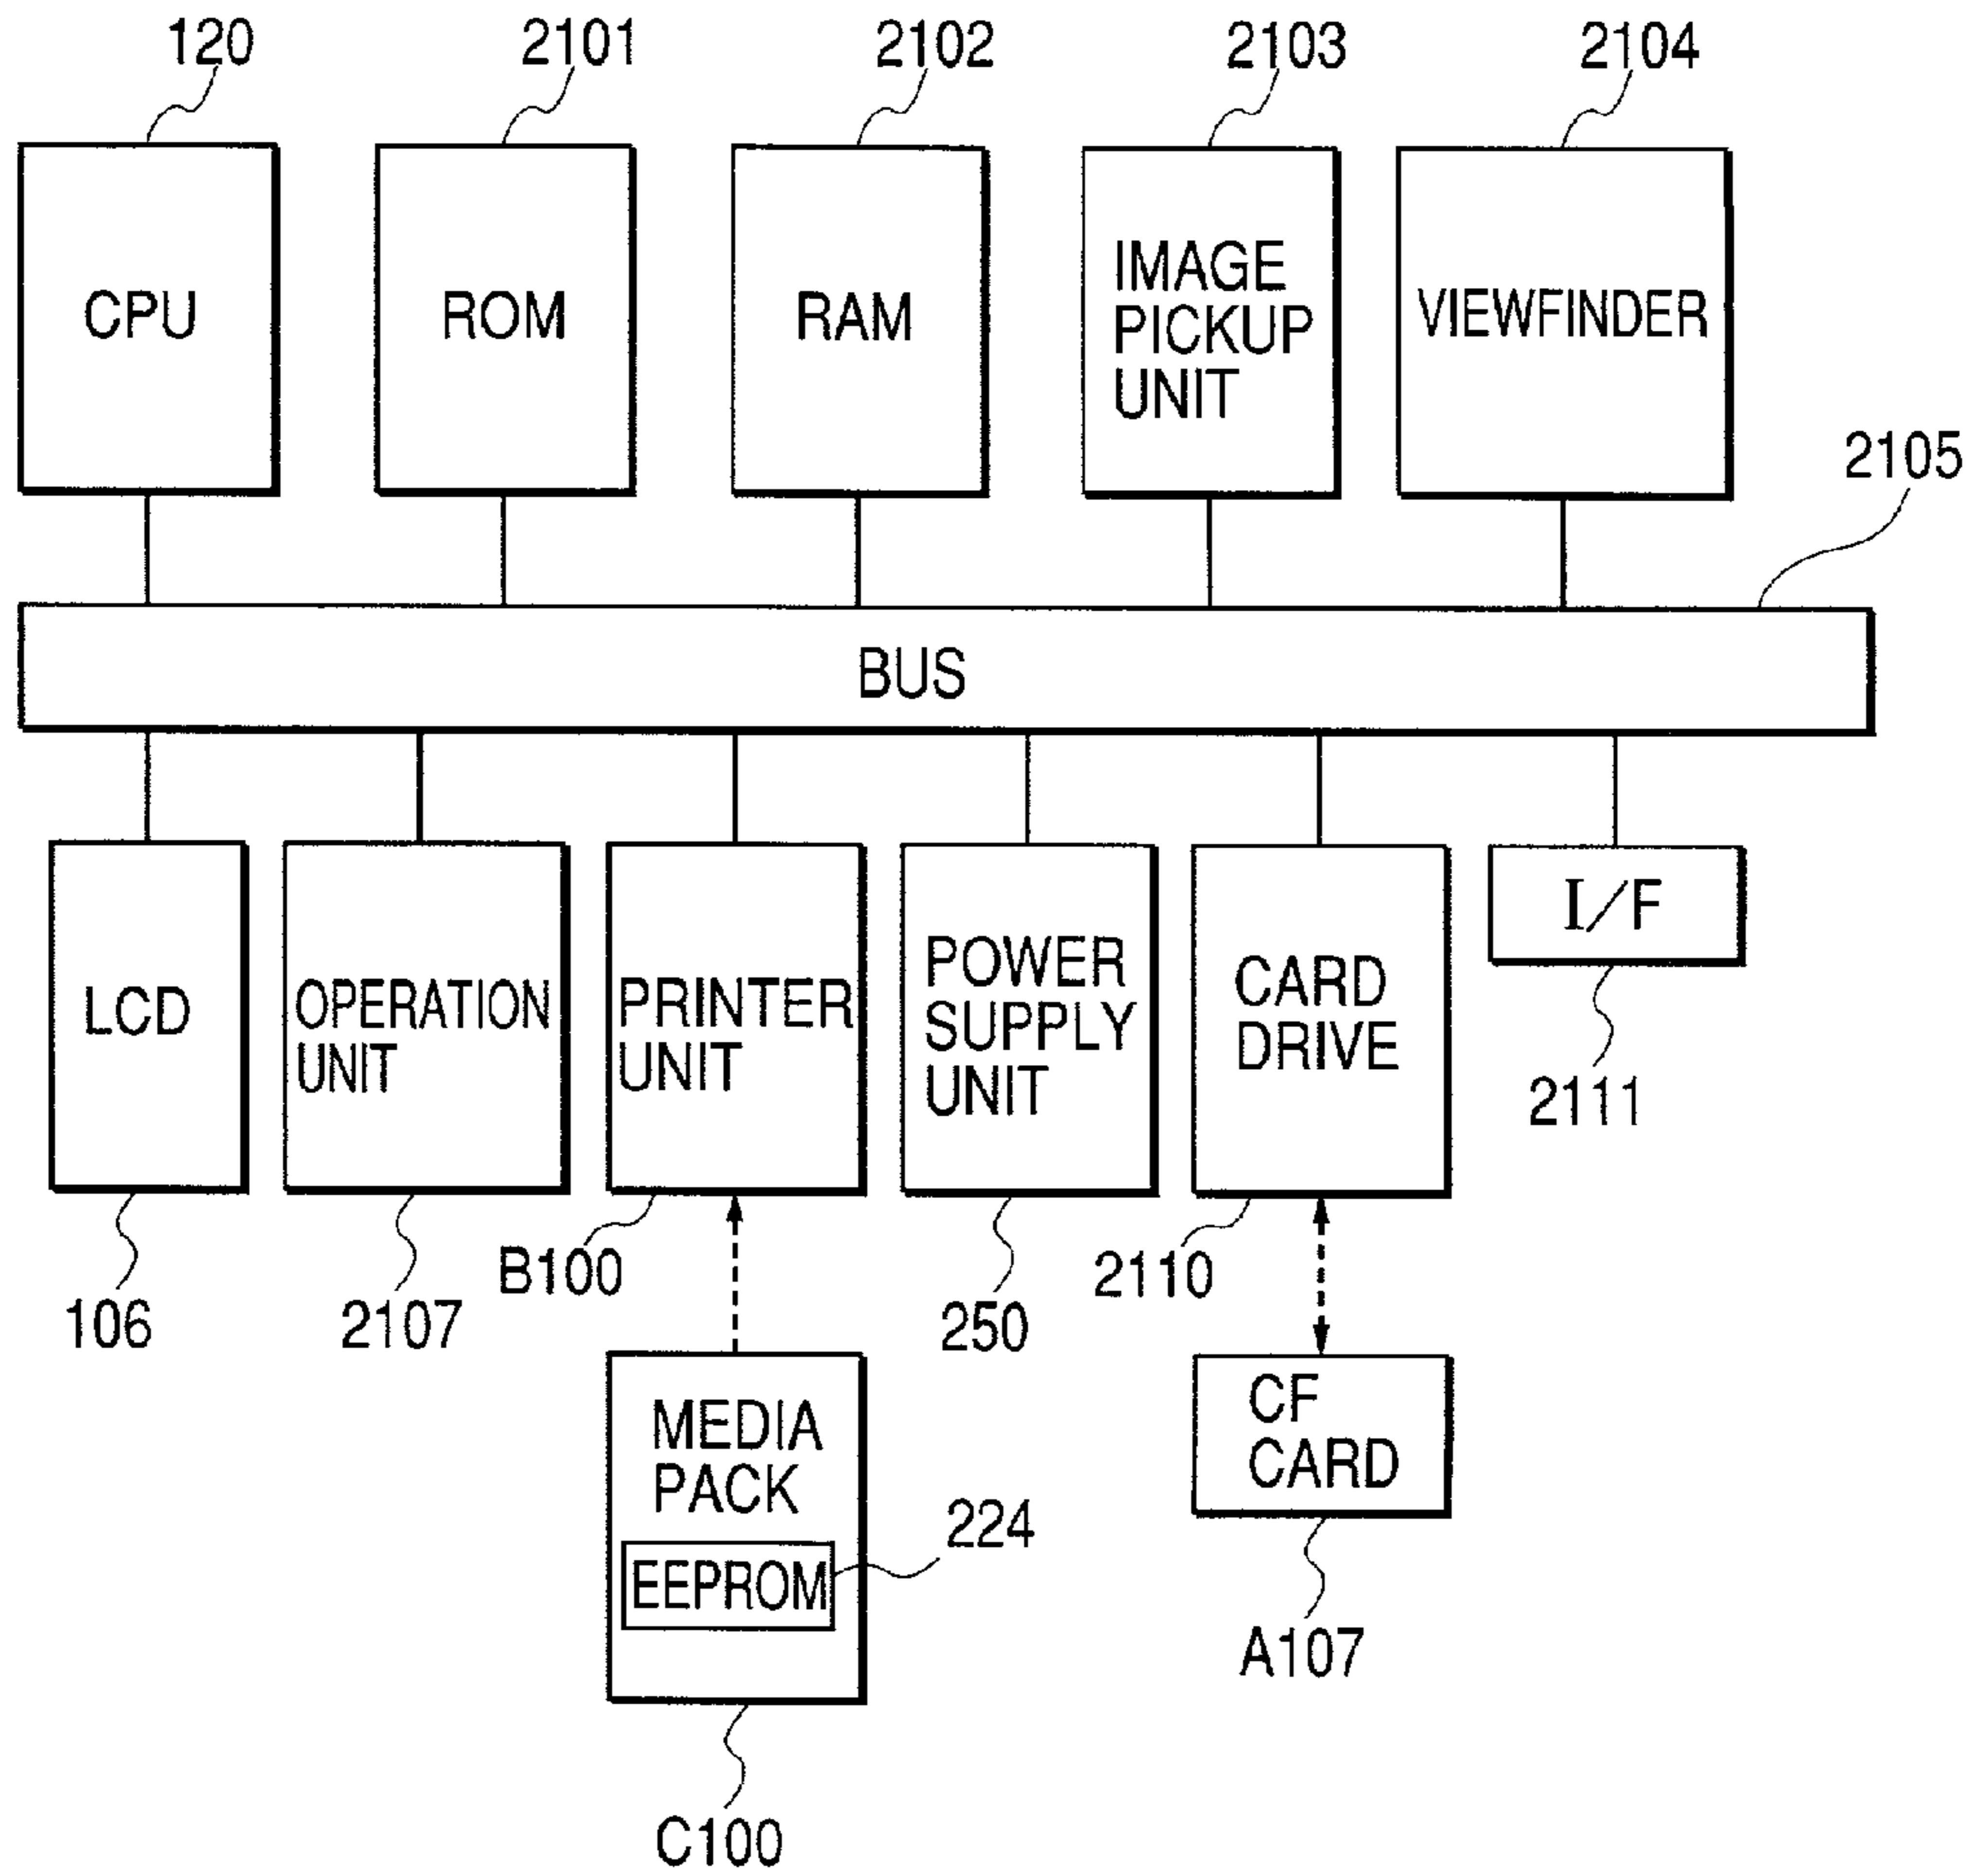 120
2101
2102
2103
2104
CPU
ROM
RAM
IMAGE
PICKUP
UNIT
VIEWFINDER
2105
BUS
LCD
OPERATION
UNIT
PRINTER
UNIT
POWER
SUPPLY
UNIT
CARD
DRIVE
I/F
2111
106
2107
B100
250
2110
MEDIA
PACK
EEPROM
224
CF
CARD
A107
C100